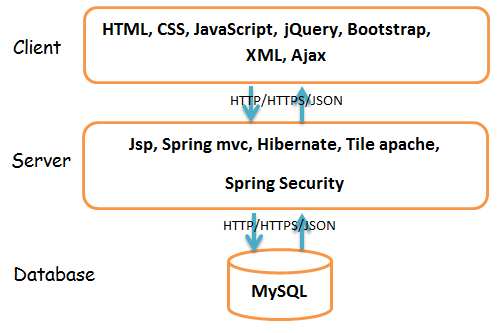 Client
HTML, CSS, JavaScript, jQuery, Bootstrap,
XML, Ajax
HTTP/HTTPS/JSON
Server
Jsp, Spring mvc, Hibernate, Tile apache,
Spring Security
HTTP/HTTPS/JSON
Database
MySQL